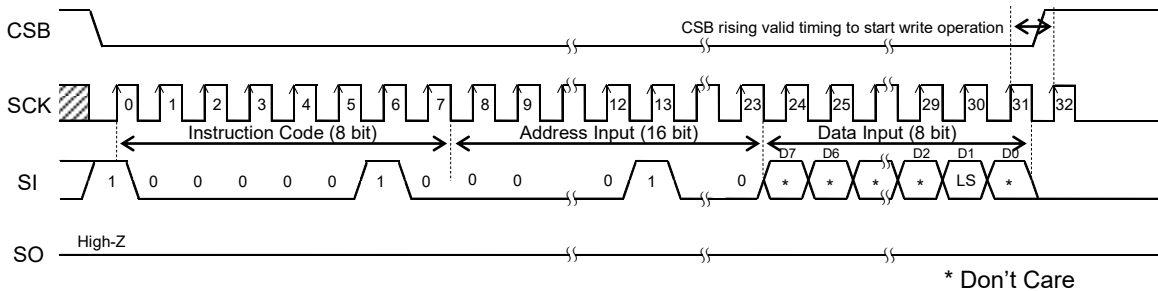 CSB
CSB rising valid timing to start write operation
SCK
0 1 2 3 4 5 6 7 8 9 12 13 23 24 25 29 30 31 32
Instruction Code (8 bit) Address Input (16 bit) Data Input (8 bit)
D7 D6 D2 D1 D0
SI
1 0 0 0 0 0 1 0 0 0 0 1 0 * * * * LS *
High-Z
SO
* Don't Care